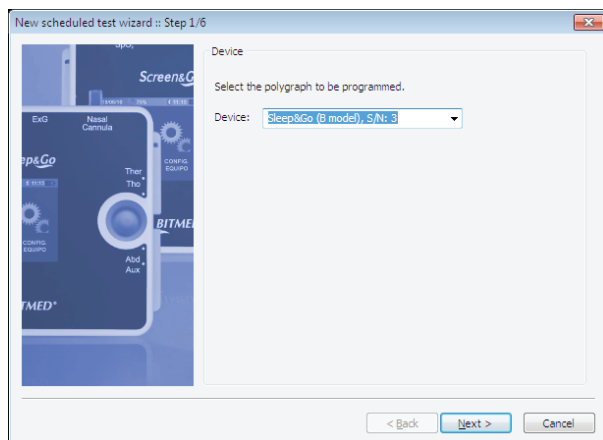 New scheduled test wizard :: Step 1/6
Device
Select the polygraph to be programmed.
Device: Sleep&Go (B model), S/N: 3
SpO₂
Screen&G
ExG
Nasal
Cannula
ep&Go
CONFIG.
EQUIPO
Ther
Tho
BITMED
CONFIG.
EQUIPO
Abd
Aux
TMED
< Back
Next >
Cancel